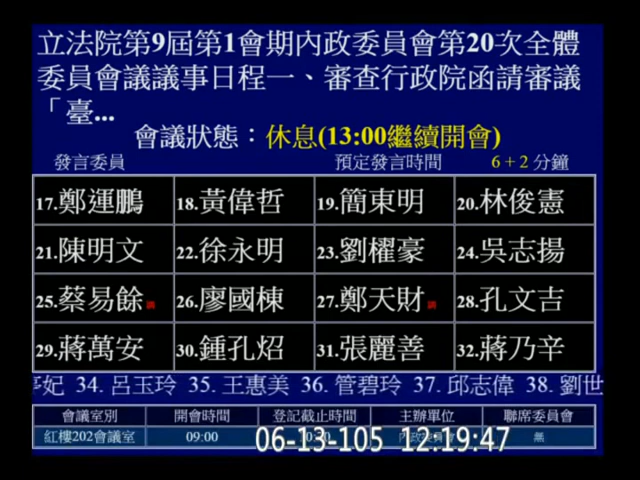 立法院第9屆第1會期內政委員會第20次全體
委員會議議事日程一、審查行政院函請審議
「臺...
會議狀態：休息(13:00繼續開會)
發言委員 預定發言時間 6+2 分鐘
17.鄭運鵬 18.黃偉哲 19.簡東明 20.林俊憲
21.陳明文 22.徐永明 23.劉櫂豪 24.吳志揚
25.蔡易餘 26.廖國棟 27.鄭天財 28.孔文吉
29.蔣萬安 30.鍾孔炤 31.張麗善 32.蔣乃辛
妃 34. 呂玉玲 35. 王惠美 36. 管碧玲 37. 邱志偉 38. 劉世
會議室別 開會時間 登記截止時間 主辦單位 聯席委員會
紅樓202會議室 09:00 無
06-13-105 12:19:47